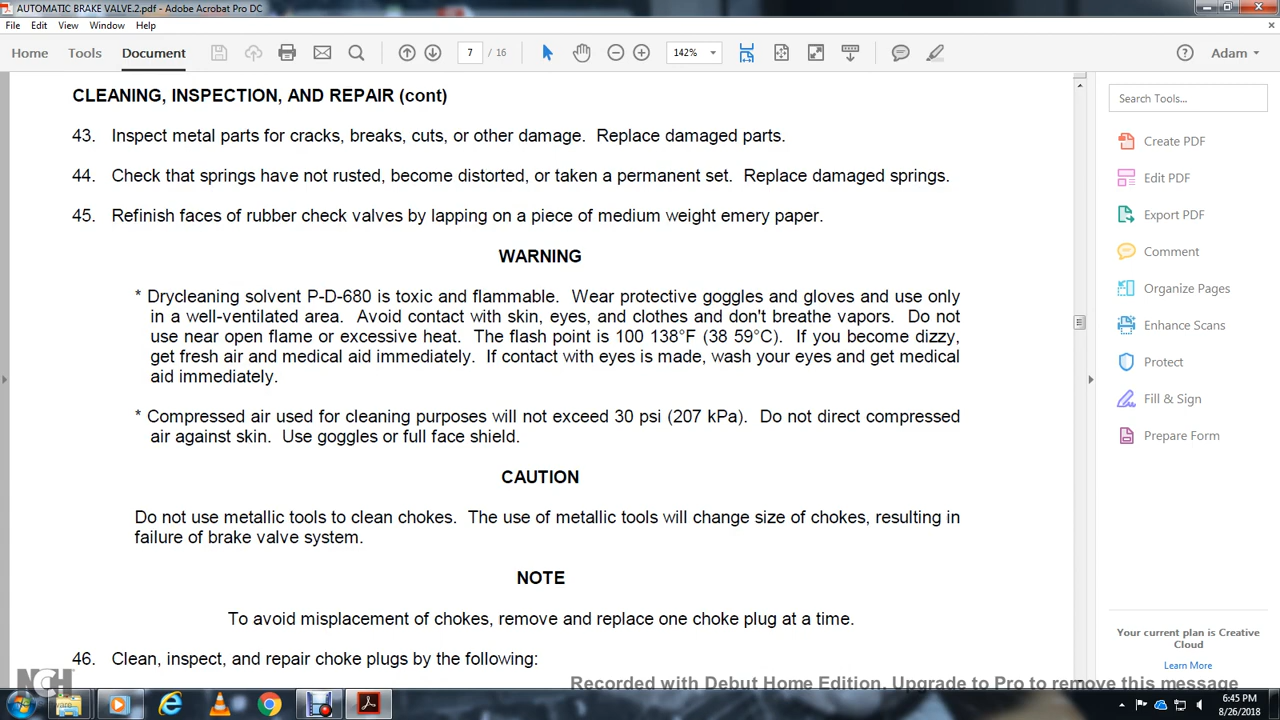 AUTOMATIC BRAKE VALVE.2.pdf - Adobe Acrobat Pro DC
File Edit View Window Help
Home Tools Document 7 / 16 142% Adam
CLEANING, INSPECTION, AND REPAIR (cont)
43. Inspect metal parts for cracks, breaks, cuts, or other damage. Replace damaged parts.
44. Check that springs have not rusted, become distorted, or taken a permanent set. Replace damaged springs.
45. Refinish faces of rubber check valves by lapping on a piece of medium weight emery paper.
WARNING
* Drycleaning solvent P-D-680 is toxic and flammable. Wear protective goggles and gloves and use only
in a well-ventilated area. Avoid contact with skin, eyes, and clothes and don't breathe vapors. Do not
use near open flame or excessive heat. The flash point is 100 138°F (38 59°C). If you become dizzy,
get fresh air and medical aid immediately. If contact with eyes is made, wash your eyes and get medical
aid immediately.
* Compressed air used for cleaning purposes will not exceed 30 psi (207 kPa). Do not direct compressed
air against skin. Use goggles or full face shield.
CAUTION
Do not use metallic tools to clean chokes. The use of metallic tools will change size of chokes, resulting in
failure of brake valve system.
NOTE
To avoid misplacement of chokes, remove and replace one choke plug at a time.
46. Clean, inspect, and repair choke plugs by the following:
Search Tools...
Create PDF
Edit PDF
Export PDF
Comment
Organize Pages
Enhance Scans
Protect
Fill & Sign
Prepare Form
Your current plan is Creative
Cloud
Learn More
NCH
Recorded with Debut Home Edition. Upgrade to Pro to remove this message
6:45 PM
8/26/2018